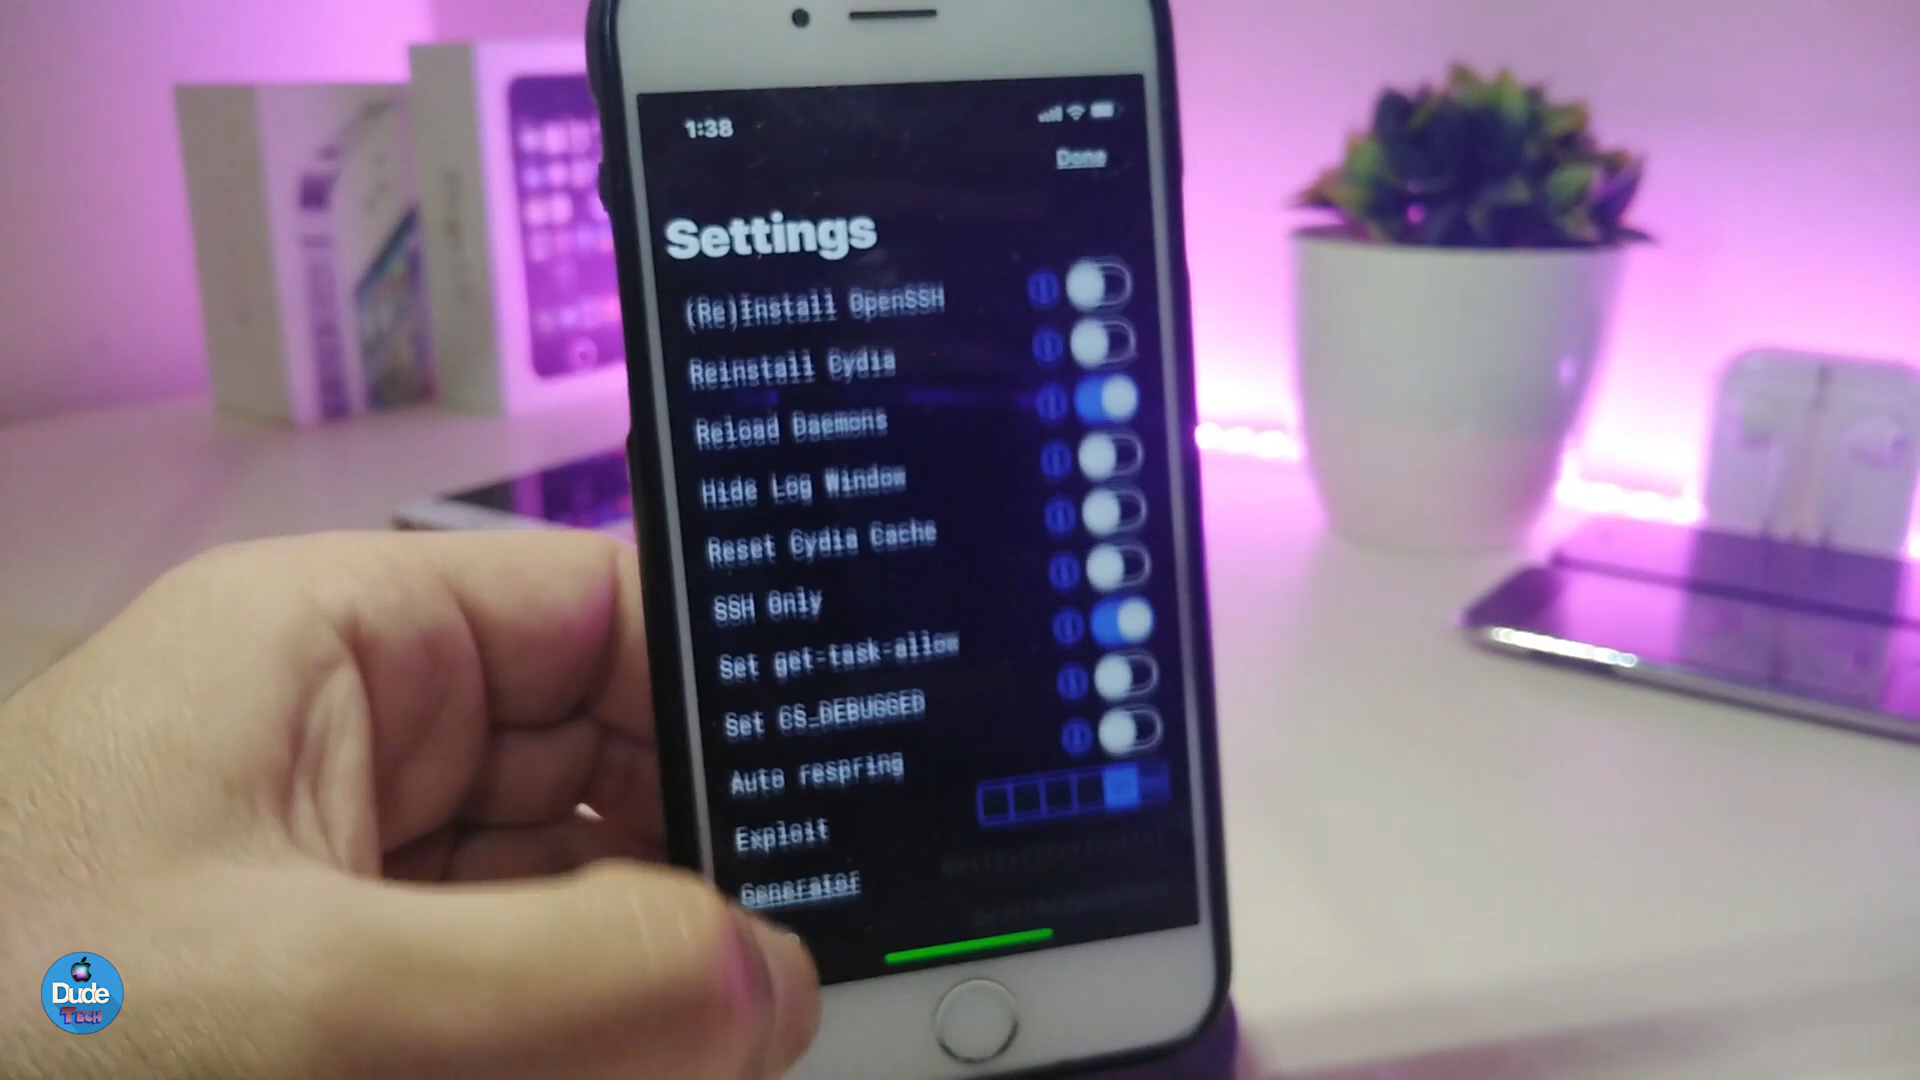 1:38
Done
Settings
(Re)Install OpenSSH
Reinstall Cydia
Reload Daemons
Hide Log Window
Reset Cydia Cache
SSH Only
Set get-task-allow
Set CS_DEBUGGED
Auto respring
Exploit
Generator
Dude
TECH